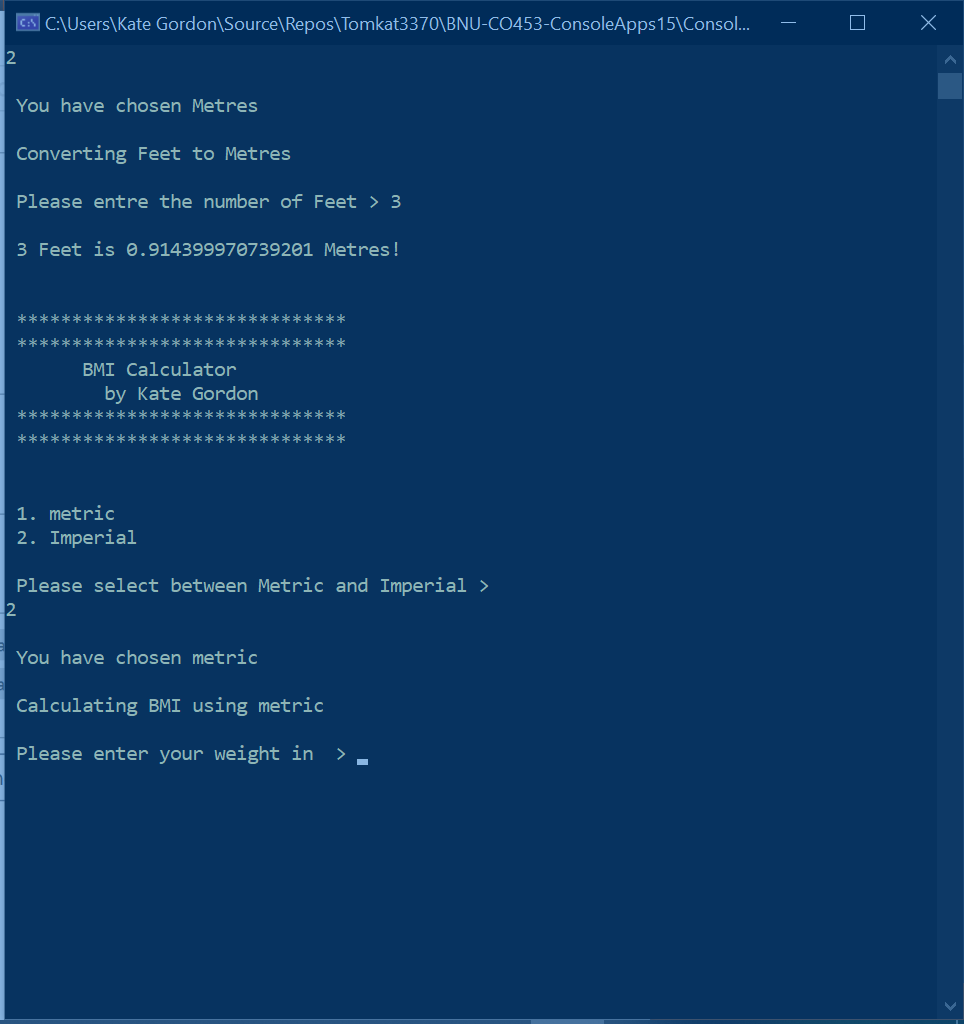 C:\Users\Kate Gordon\Source\Repos\Tomkat3370\BNU-CO453-ConsoleApps15\Consol...
2
You have chosen Metres
Converting Feet to Metres
Please entre the number of Feet > 3
3 Feet is 0.914399970739201 Metres!
******************************
******************************
BMI Calculator
by Kate Gordon
******************************
******************************
1. metric
2. Imperial
Please select between Metric and Imperial >
2
You have chosen metric
Calculating BMI using metric
Please enter your weight in  >